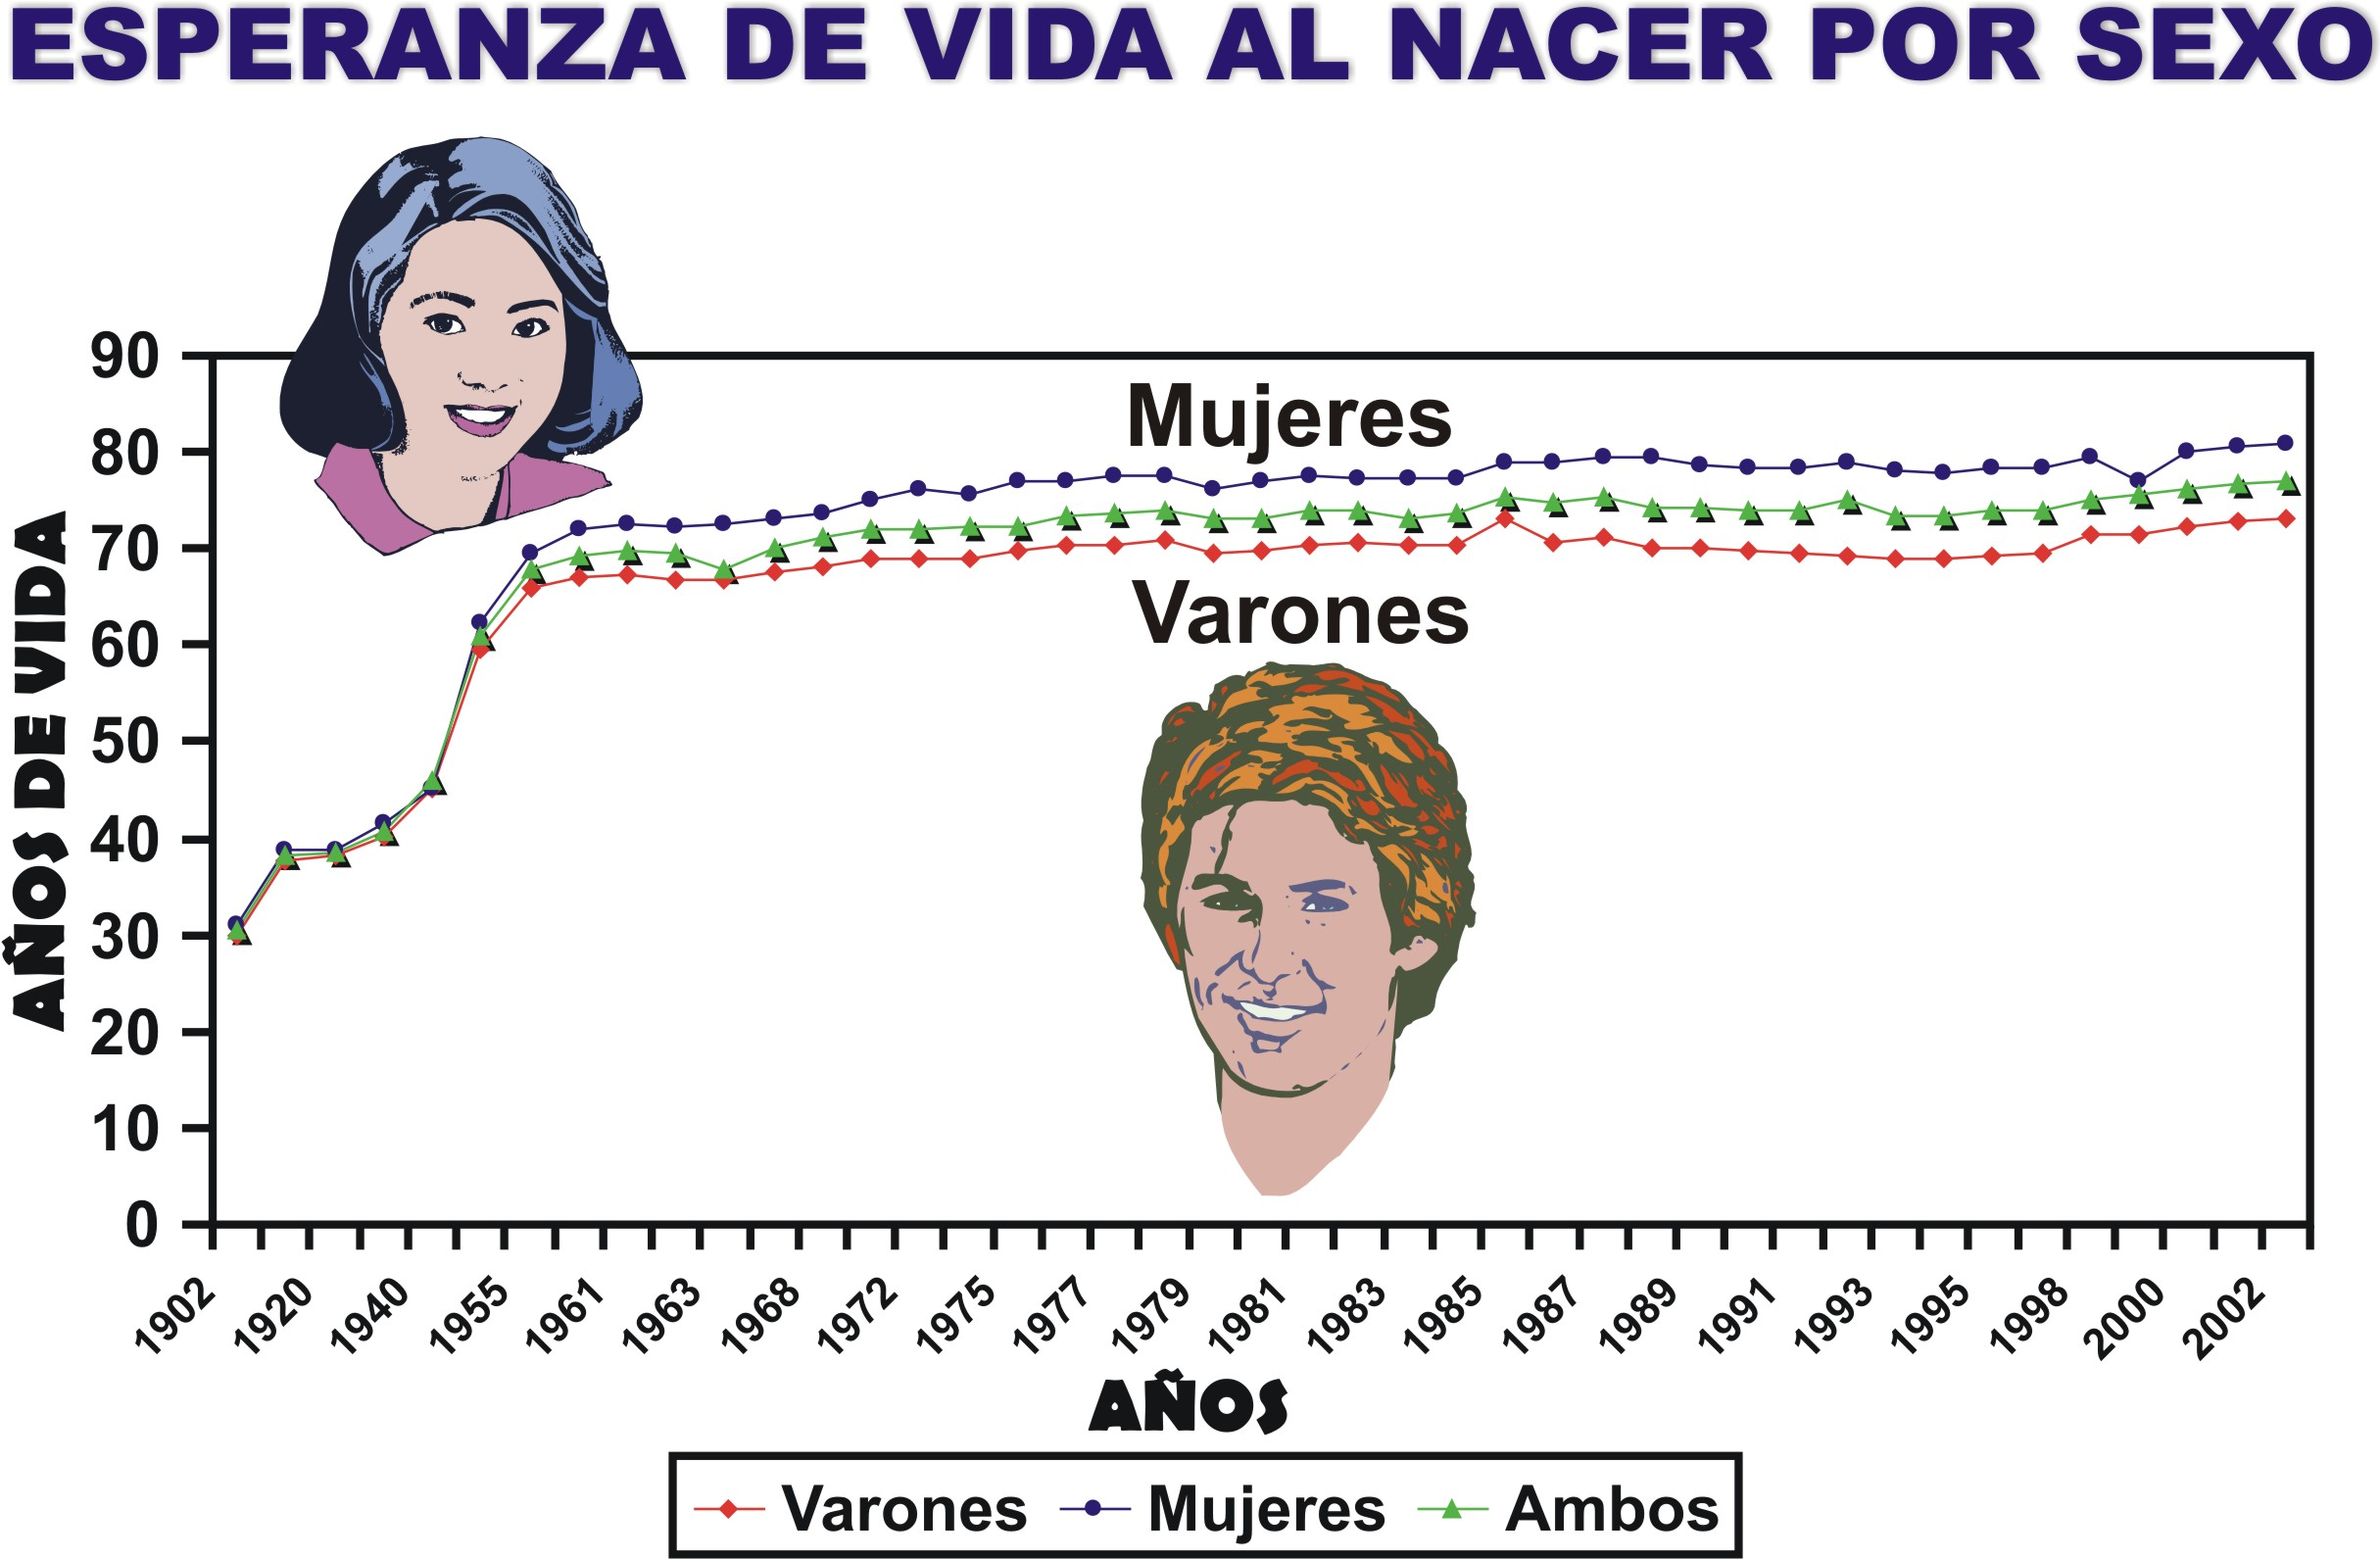 ESPERANZA DE VIDA AL NACER POR SEXO
90
80
70
60
50
40
30
20
10
0
AÑOS DE VIDA
Mujeres
Varones
1902 1920 1940 1955 1961 1963 1968 1972 1975 1977 1979 1981 1983 1985 1987 1989 1991 1993 1995 1998 2000 2002
AÑOS
Varones Mujeres Ambos